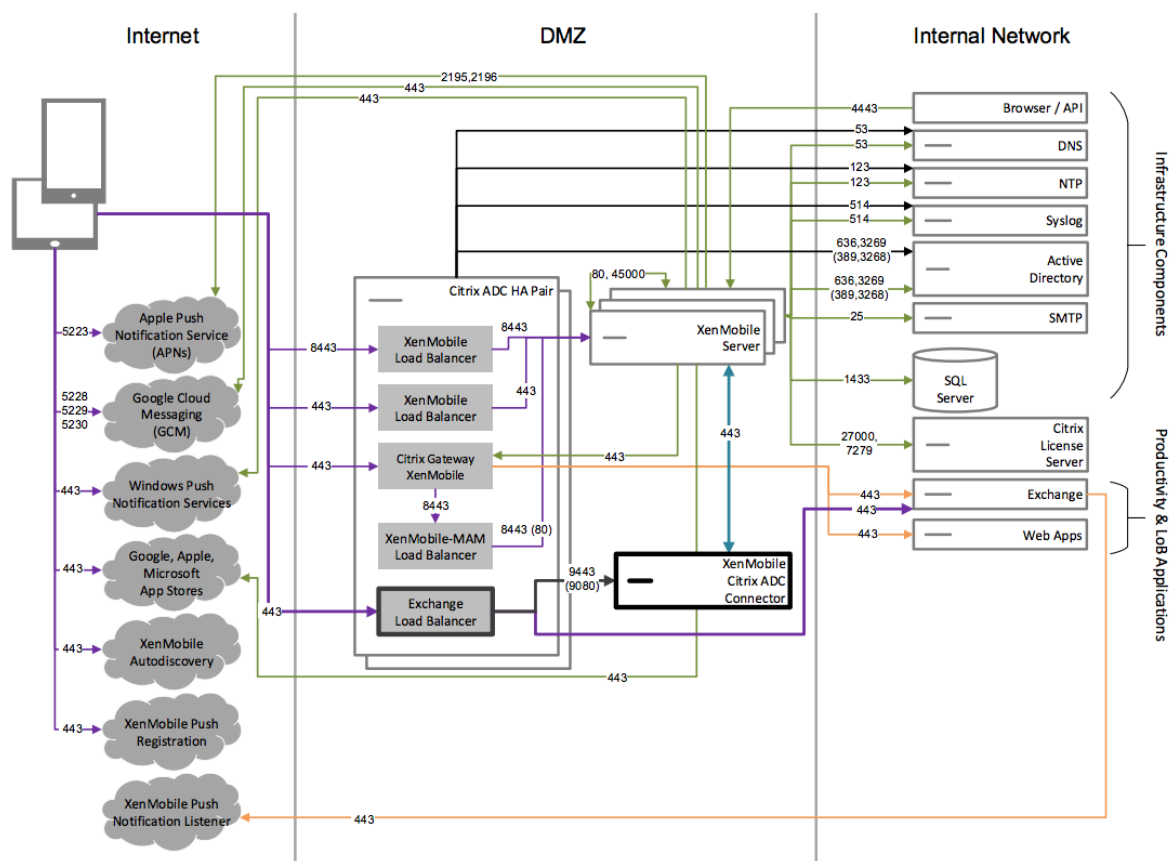 Internet
DMZ
Internal Network
2195,2196
443
443
4443
Browser / API
53
53
DNS
123
123
NTP
514
514
Syslog
636,3269
(389,3268)
Active
Directory
636,3269
(389,3268)
25
SMTP
1433
SQL
Server
27000,
7279
Citrix
License
Server
443
Exchange
443
443
Web Apps
Infrastructure Components
Productivity & LoB Applications
80, 45000
Citrix ADC HA Pair
XenMobile
Server
8443
XenMobile
Load Balancer
8443
443
XenMobile
Load Balancer
443
443
Citrix Gateway
XenMobile
443
8443
XenMobile-MAM
Load Balancer
8443 (80)
443
9443
(9080)
XenMobile
Citrix ADC
Connector
443
Exchange
Load Balancer
443
5223
Apple Push
Notification Service
(APNs)
5228
5229
5230
Google Cloud
Messaging
(GCM)
443
Windows Push
Notification Services
443
Google, Apple,
Microsoft
App Stores
443
XenMobile
Autodiscovery
443
XenMobile Push
Registration
XenMobile Push
Notification Listener
443